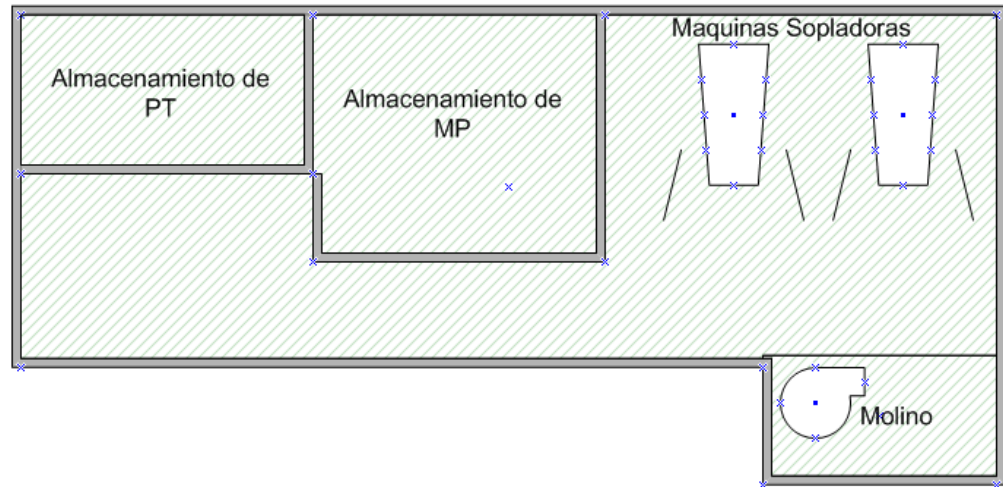 Maquinas Sopladoras
Almacenamiento de
PT
Almacenamiento de
MP
Molino